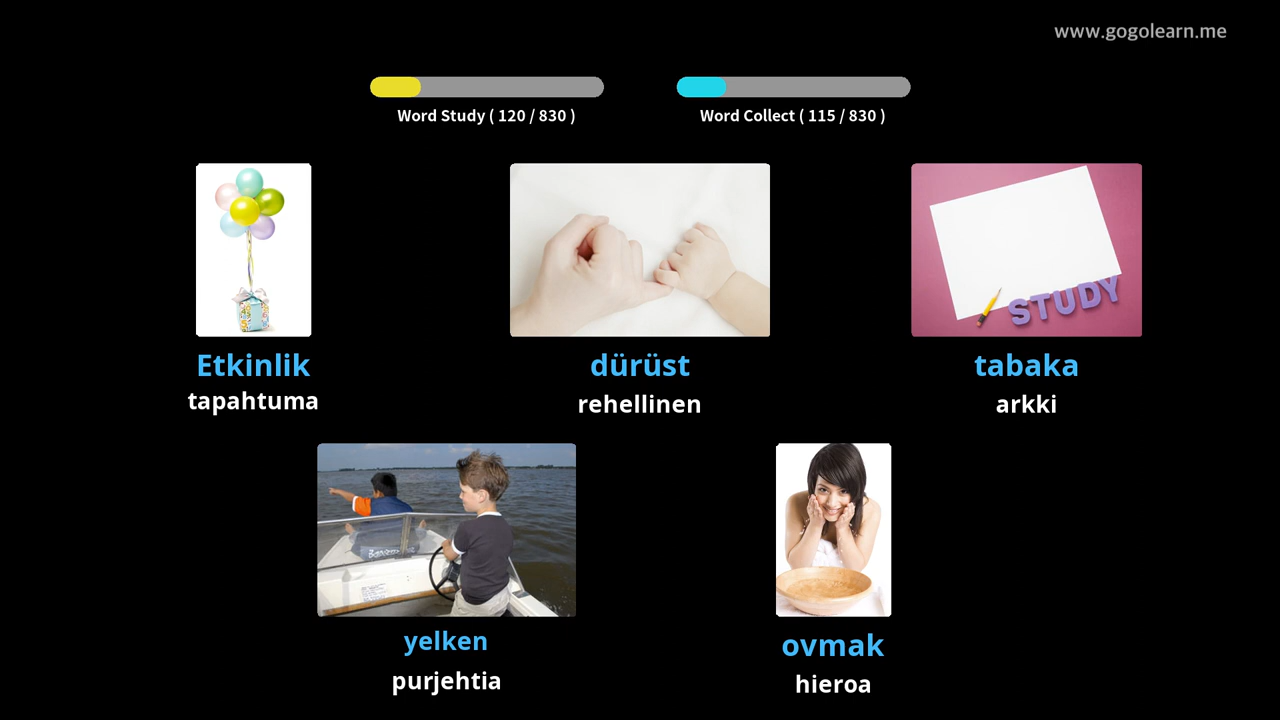 www.gogolearn.me
Word Study ( 120 / 830 )
Word Collect ( 115 / 830 )
STUDY
Etkinlik
tapahtuma
dürüst
rehellinen
tabaka
arkki
yelken
purjehtia
ovmak
hieroa